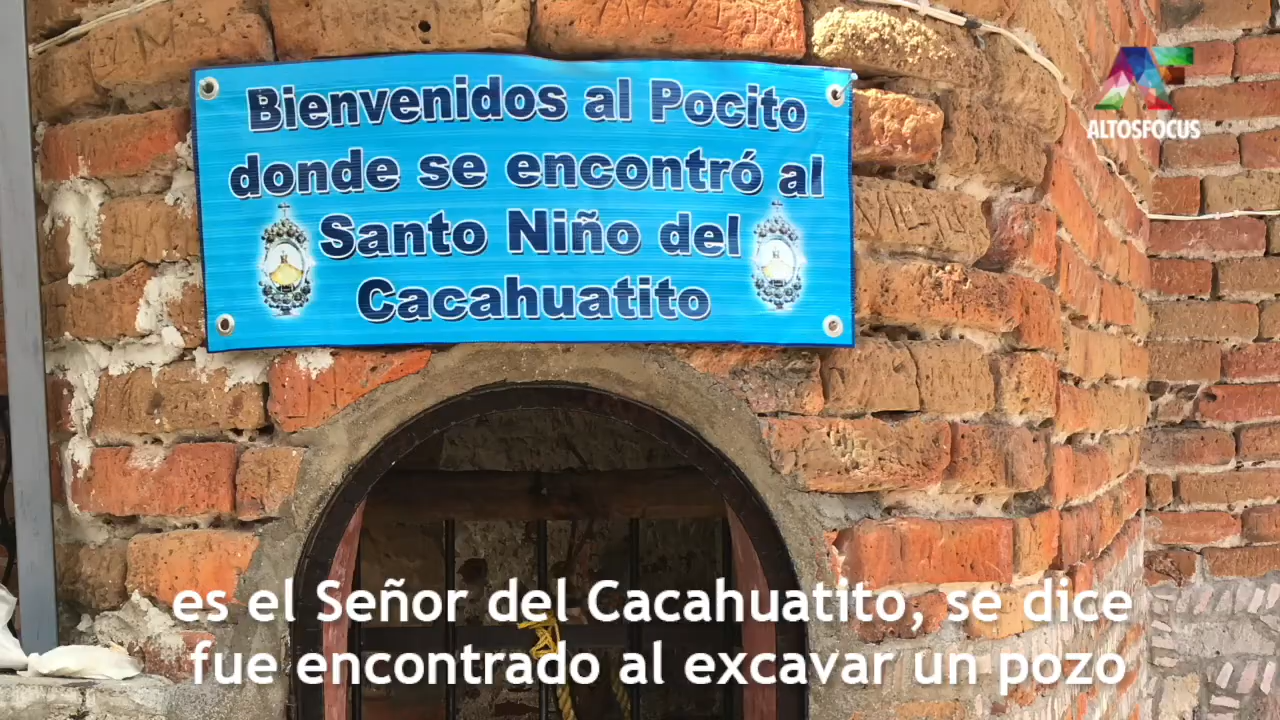 Bienvenidos al Pocito
donde se encontró al
Santo Niño del
Cacahuatito
ALTOSFOCUS
es el Señor del Cacahuatito, se dice
fue encontrado al excavar un pozo